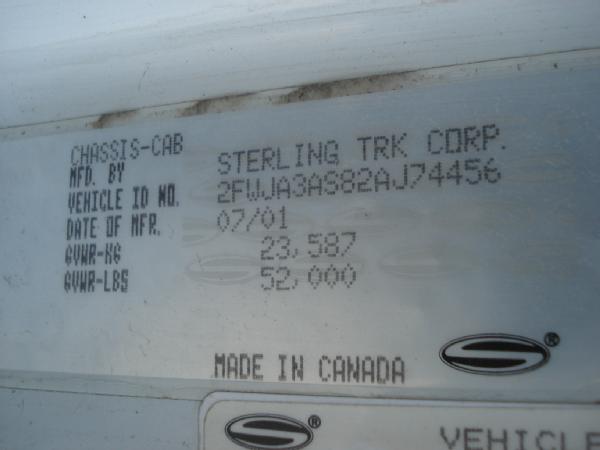 CHASSIS-CAB
MFD. BY STERLING TRK CORP.
VEHICLE ID NO. 2FWJA3AS82AJ74456
DATE OF MFR. 07/01
GVWR-KG 23,587
GVWR-LBS 52,000
MADE IN CANADA ®
® VEHICLE